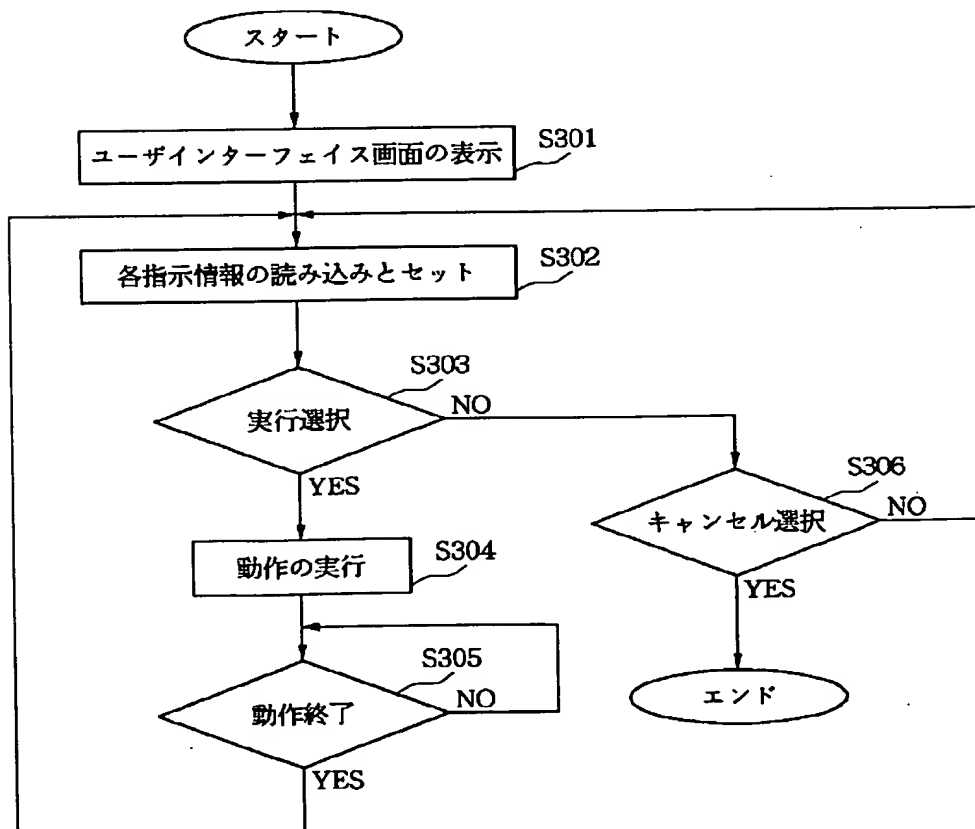 スタート
ユーザインターフェイス画面の表示
S301
各指示情報の読み込みとセット
S302
実行選択
S303
NO
YES
キャンセル選択
S306
NO
YES
動作の実行
S304
動作終了
S305
NO
YES
エンド